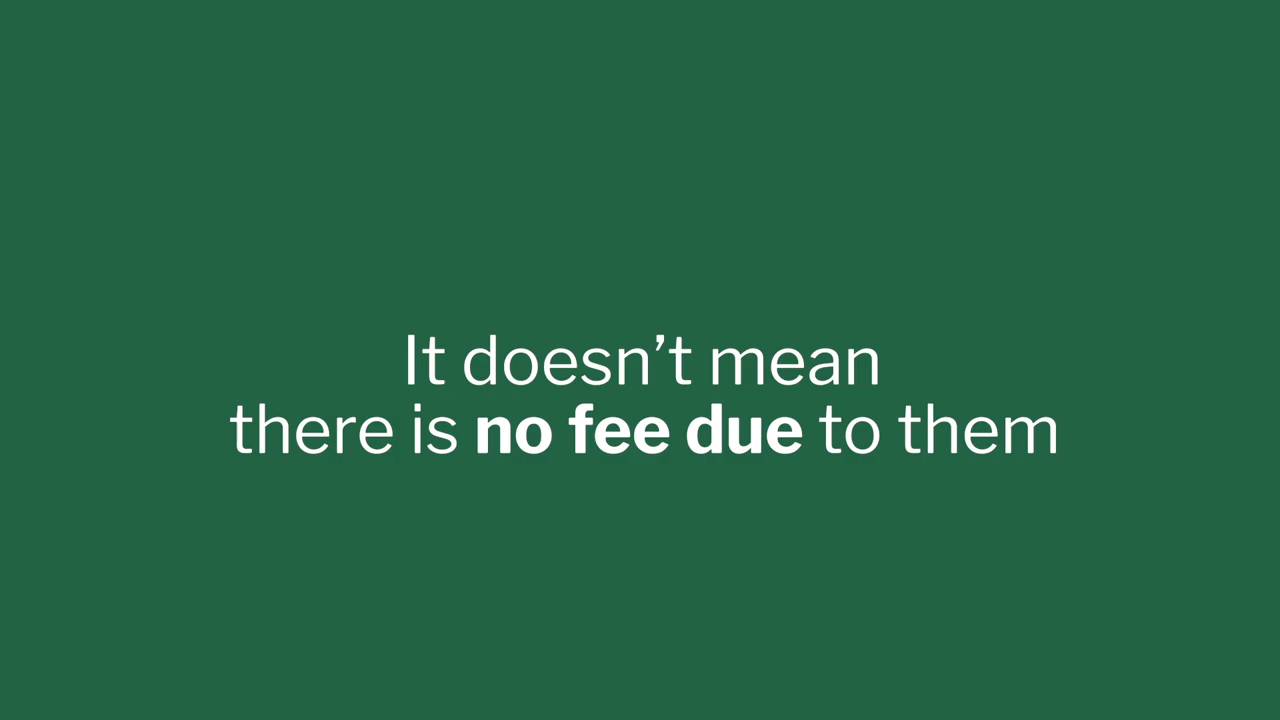 It doesn’t mean
there is no fee due to them